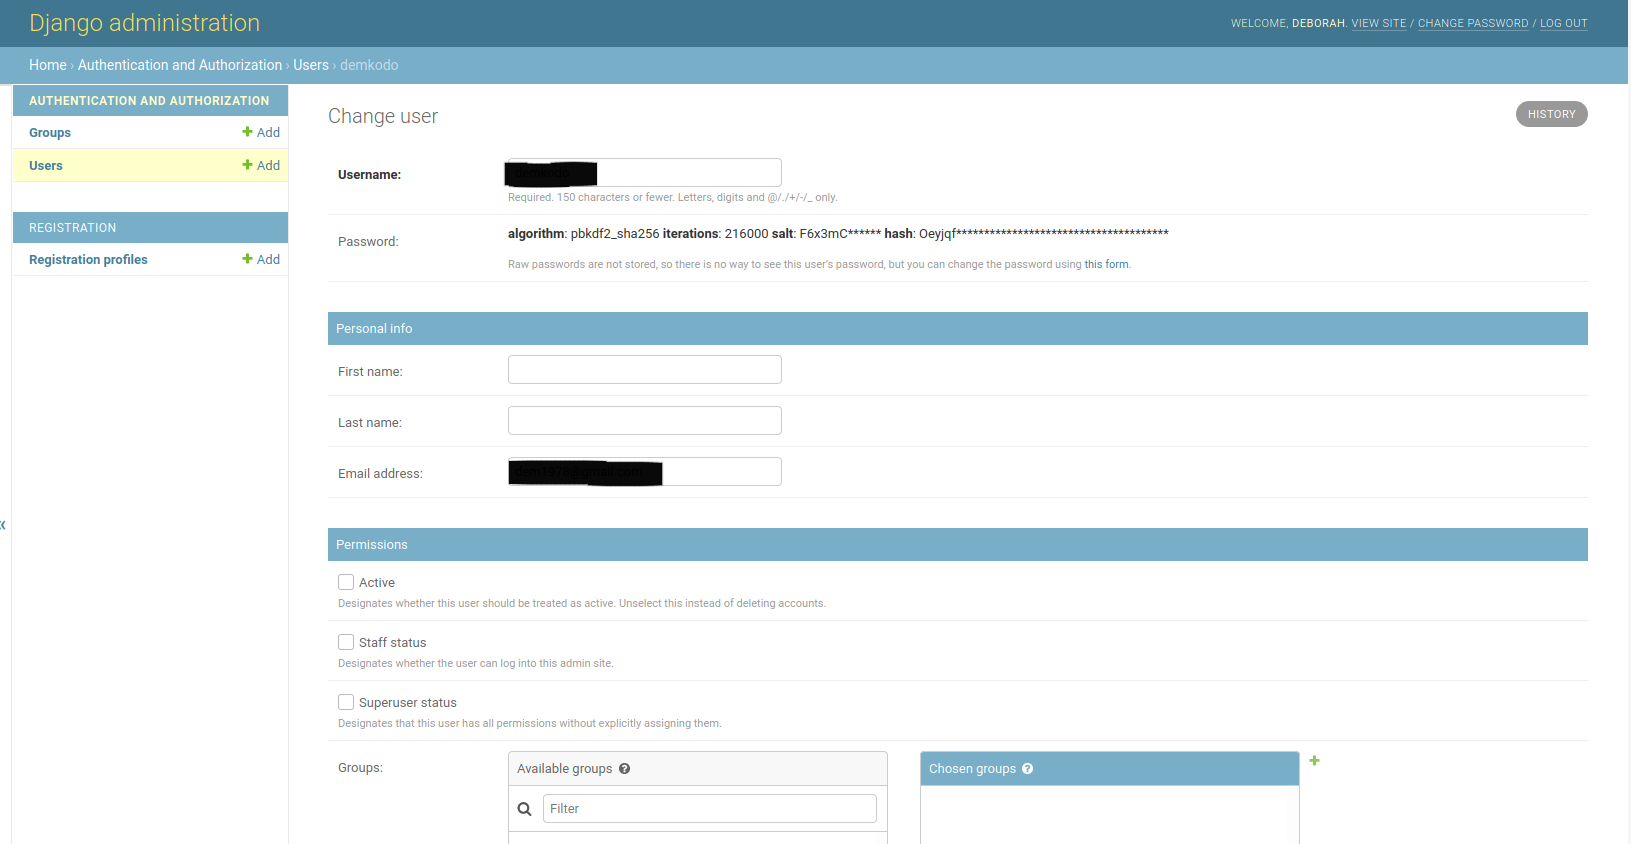 Django administration
WELCOME, DEBORAH. VIEW SITE / CHANGE PASSWORD / LOG OUT
Home › Authentication and Authorization › Users › demkodo
AUTHENTICATION AND AUTHORIZATION
Groups + Add
Users + Add
REGISTRATION
Registration profiles + Add
«
Change user
HISTORY
Username:
Required. 150 characters or fewer. Letters, digits and @/./+/-/_ only.
Password: algorithm: pbkdf2_sha256 iterations: 216000 salt: F6x3mC****** hash: Oeyjqf**************************************
Raw passwords are not stored, so there is no way to see this user's password, but you can change the password using this form.
Personal info
First name:
Last name:
Email address:
Permissions
Active
Designates whether this user should be treated as active. Unselect this instead of deleting accounts.
Staff status
Designates whether the user can log into this admin site.
Superuser status
Designates that this user has all permissions without explicitly assigning them.
Groups:
Available groups ?
Filter
Chosen groups ?
+